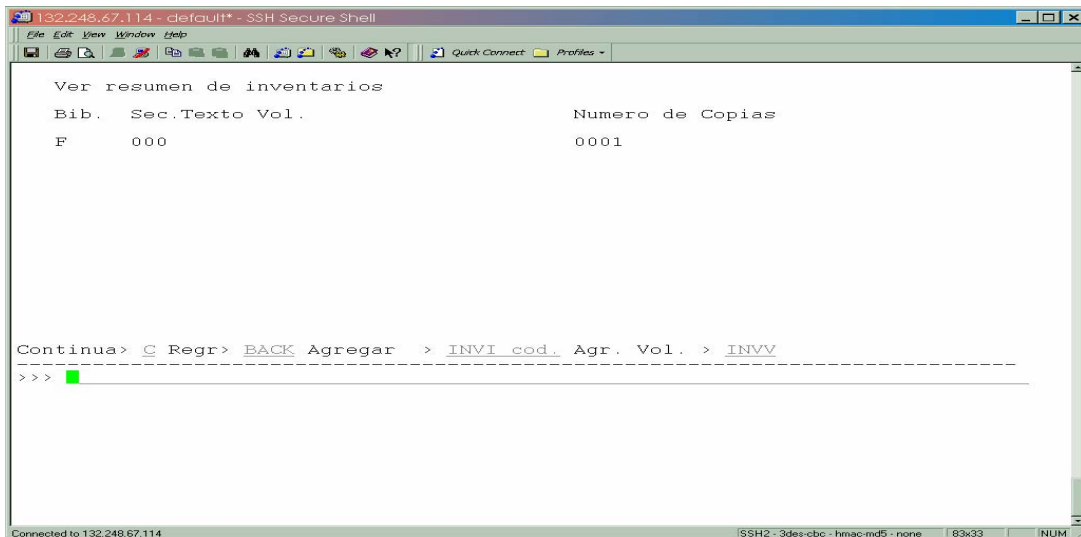 132.248.67.114 - default* - SSH Secure Shell
File Edit View Window Help
Quick Connect Profiles
Ver resumen de inventarios
Bib. Sec.Texto Vol. Numero de Copias
F 000 0001
Continua> C Regr> BACK Agregar > INVI cod. Agr. Vol. > INVV
>>>
Connected to 132.248.67.114 SSH2 - 3des-cbc - hmac-md5 - none 83x33 NUM